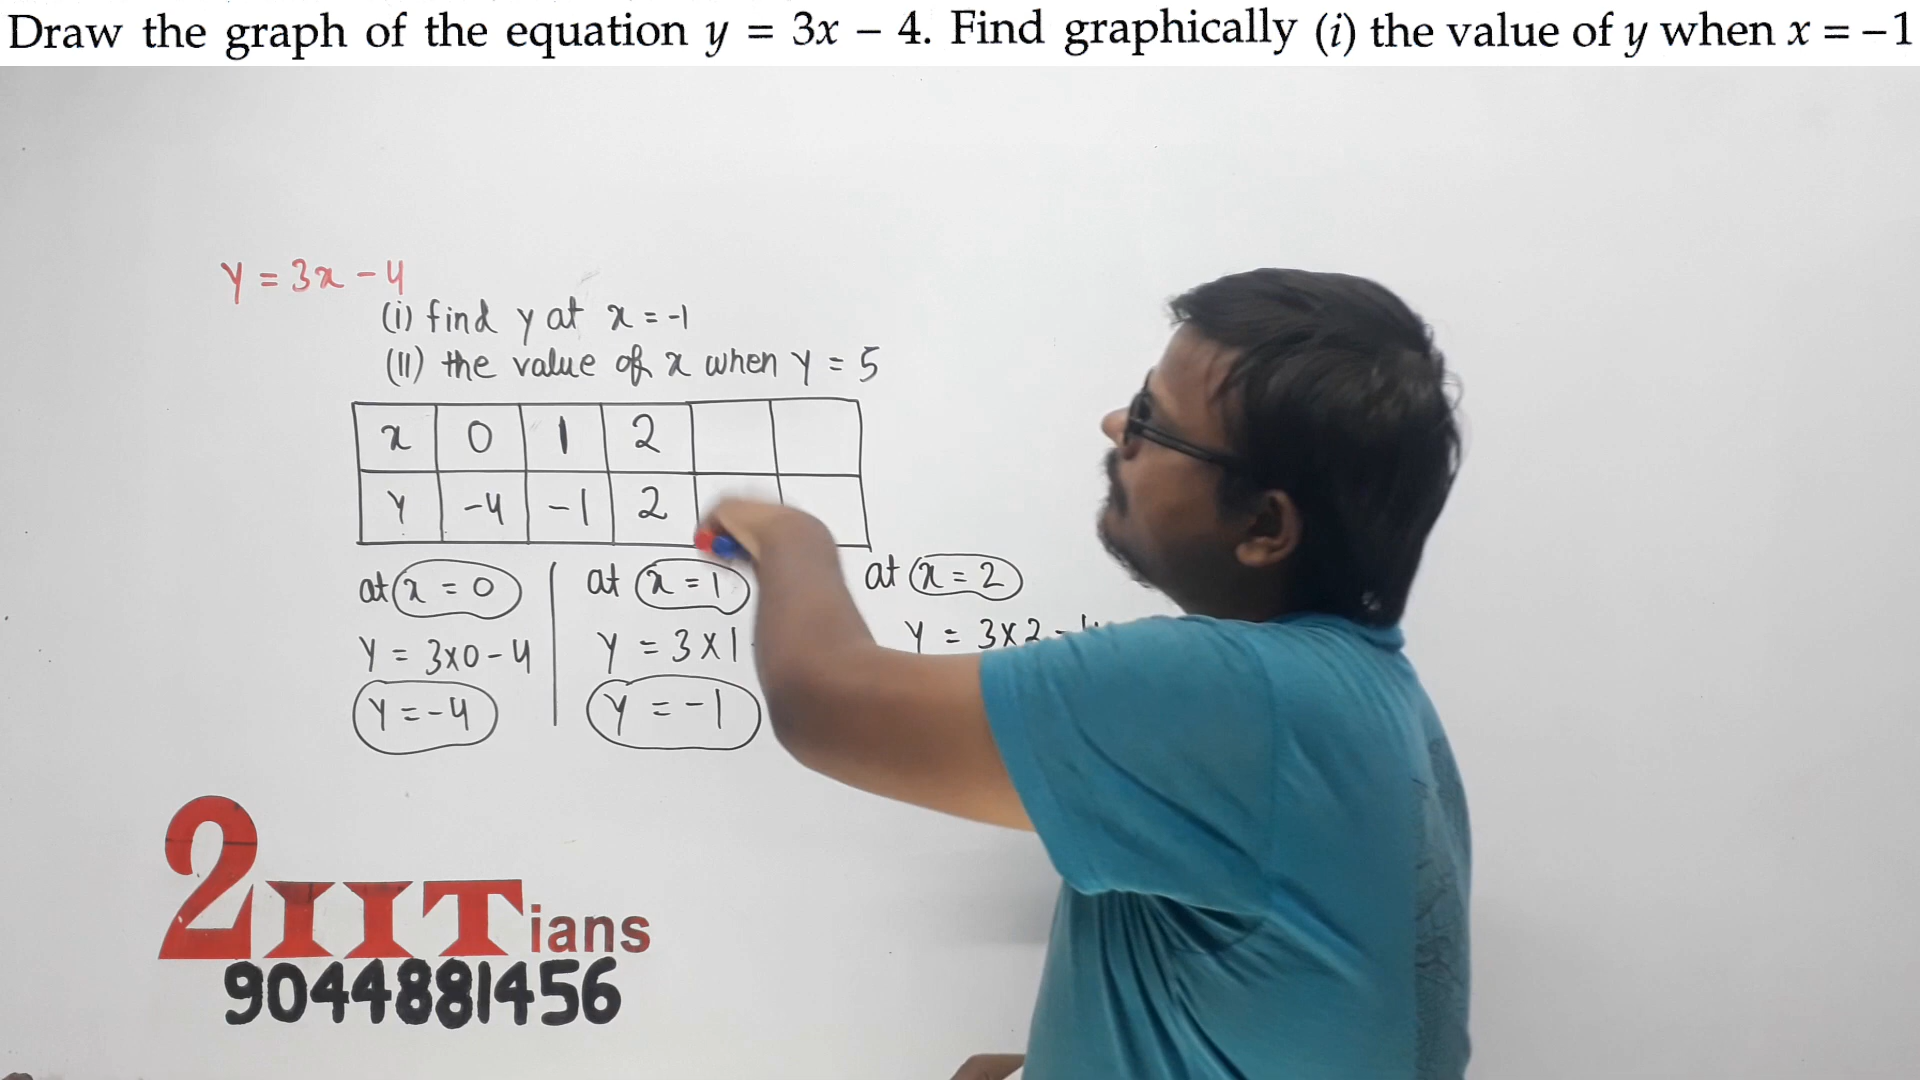 Draw the graph of the equation y = 3x – 4. Find graphically (i) the value of y when x = –1
y = 3x - 4
(i) find y at x = -1
(II) the value of x when y = 5
x 0 1 2
y -4 -1 2
at x = 0
y = 3x0 - 4
y = -4
at x = 1
y = 3 x 1
y = -1
at x = 2
y = 3x2 -
2IITians
9044881456